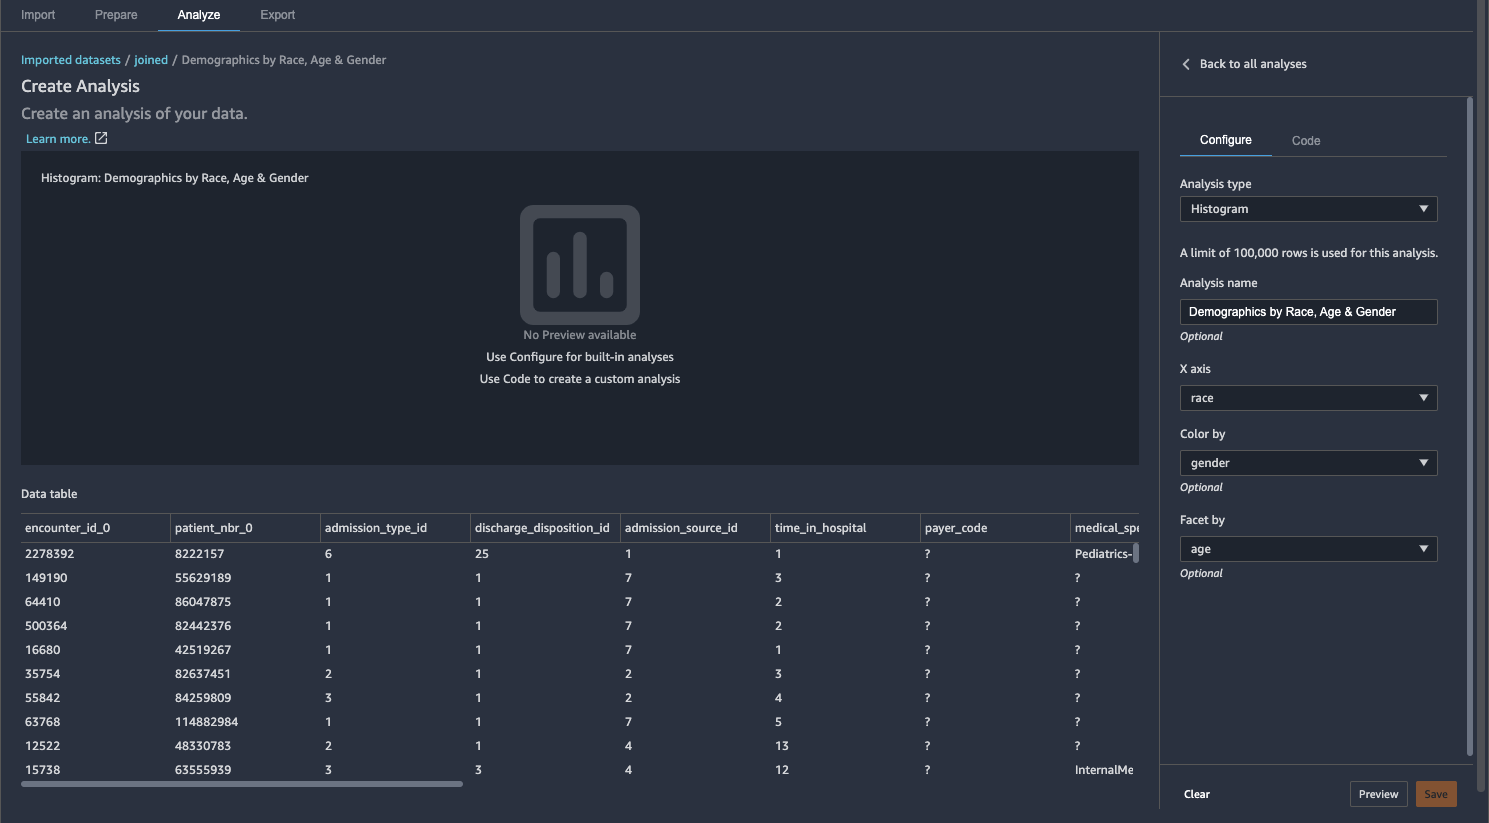 Import Prepare Analyze Export
Imported datasets / joined / Demographics by Race, Age & Gender
Create Analysis
Create an analysis of your data.
Learn more.
Histogram: Demographics by Race, Age & Gender
No Preview available
Use Configure for built-in analyses
Use Code to create a custom analysis
Data table
encounter_id_0 patient_nbr_0 admission_type_id discharge_disposition_id admission_source_id time_in_hospital payer_code medical_spe
2278392 8222157 6 25 1 1 ? Pediatrics-
149190 55629189 1 1 7 3 ? ?
64410 86047875 1 1 7 2 ? ?
500364 82442376 1 1 7 2 ? ?
16680 42519267 1 1 7 1 ? ?
35754 82637451 2 1 2 3 ? ?
55842 84259809 3 1 2 4 ? ?
63768 114882984 1 1 7 5 ? ?
12522 48330783 2 1 4 13 ? ?
15738 63555939 3 3 4 12 ? InternalMe
Back to all analyses
Configure Code
Analysis type
Histogram
A limit of 100,000 rows is used for this analysis.
Analysis name
Demographics by Race, Age & Gender
Optional
X axis
race
Color by
gender
Optional
Facet by
age
Optional
Clear Preview Save